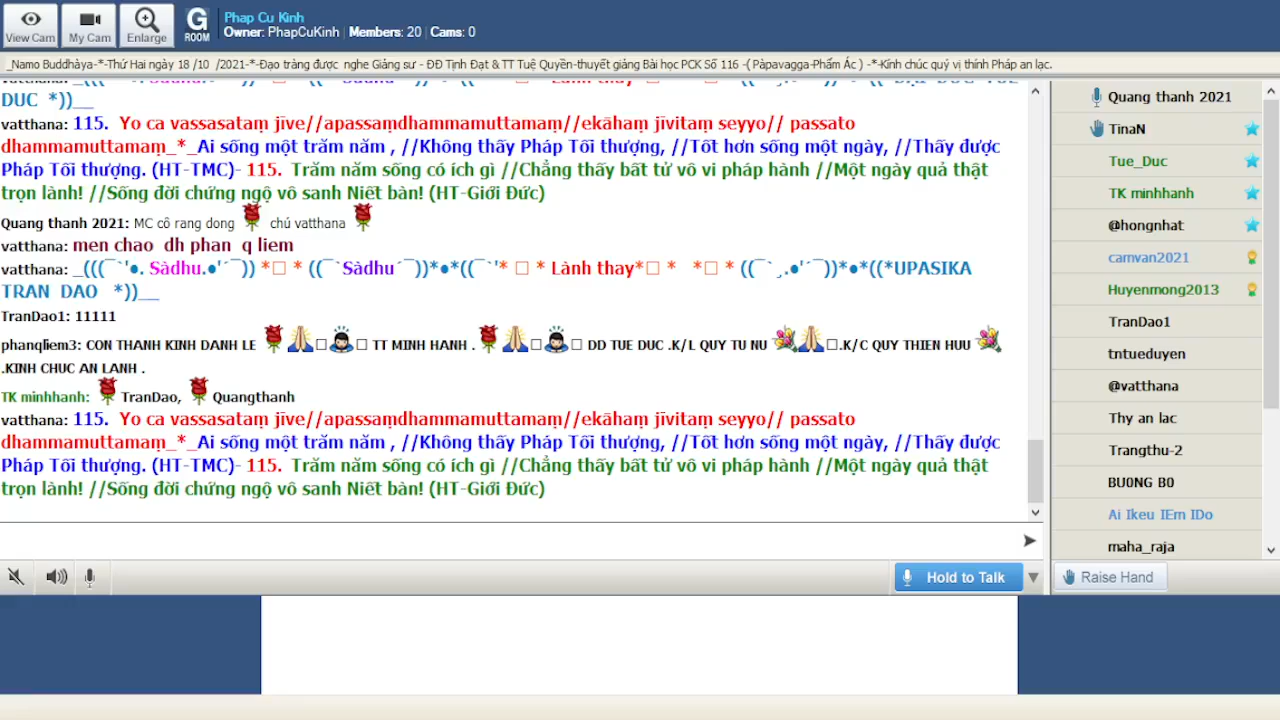 View Cam
My Cam
Enlarge
G
ROOM
Phap Cu Kinh
Owner: PhapCuKinh | Members: 20 | Cams: 0
_Namo Buddhàya-*-Thứ Hai ngày 18 /10 /2021-*-Đạo tràng được nghe Giảng sư - ĐĐ Tịnh Đạt & TT Tuệ Quyền-thuyết giảng Bài học PCK Số 116 -( Pàpavagga-Phẩm Ác ) -*-Kính chúc quý vị thính Pháp an lạc.
DUC *))__
vatthana: 115. Yo ca vassasataṃ jīve//apassaṃdhammamuttamaṃ//ekāhaṃ jīvitaṃ seyyo// passato
dhammamuttamaṃ_*_Ai sống một trăm năm , //Không thấy Pháp Tối thượng, //Tốt hơn sống một ngày, //Thấy được
Pháp Tối thượng. (HT-TMC)- 115. Trăm năm sống có ích gì //Chẳng thấy bất tử vô vi pháp hành //Một ngày quả thật
trọn lành! //Sống đời chứng ngộ vô sanh Niết bàn! (HT-Giới Đức)
Quang thanh 2021: MC cô rang dong chú vatthana
vatthana: men chao dh phan q liem
vatthana: _(((¯`'●. Sàdhu.●'´¯)) *□ * ((¯`Sàdhu´¯))*●*((¯`'* □ * Lành thay*□ * *□ * ((¯`¸.●'´¯))*●*((*UPASIKA
TRAN DAO *))__
TranDao1: 11111
phanqliem3: CON THANH KINH DANH LE □ □ TT MINH HANH . □ □ DD TUE DUC .K/L QUY TU NU □.K/C QUY THIEN HUU
.KINH CHUC AN LANH .
TK minhhanh: TranDao, Quangthanh
vatthana: 115. Yo ca vassasataṃ jīve//apassaṃdhammamuttamaṃ//ekāhaṃ jīvitaṃ seyyo// passato
dhammamuttamaṃ_*_Ai sống một trăm năm , //Không thấy Pháp Tối thượng, //Tốt hơn sống một ngày, //Thấy được
Pháp Tối thượng. (HT-TMC)- 115. Trăm năm sống có ích gì //Chẳng thấy bất tử vô vi pháp hành //Một ngày quả thật
trọn lành! //Sống đời chứng ngộ vô sanh Niết bàn! (HT-Giới Đức)
Hold to Talk
Quang thanh 2021
TinaN
Tue_Duc
TK minhhanh
@hongnhat
camvan2021
Huyenmong2013
TranDao1
tntueduyen
@vatthana
Thy an lac
Trangthu-2
BU0NG B0
Ai Ikeu IEm IDo
maha_raja
Raise Hand